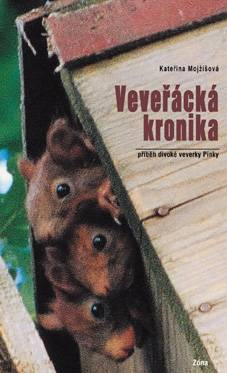 Kateřina Mojžíšová
Veveřácká
kronika
příběh divoké veverky Pinky
Zóna